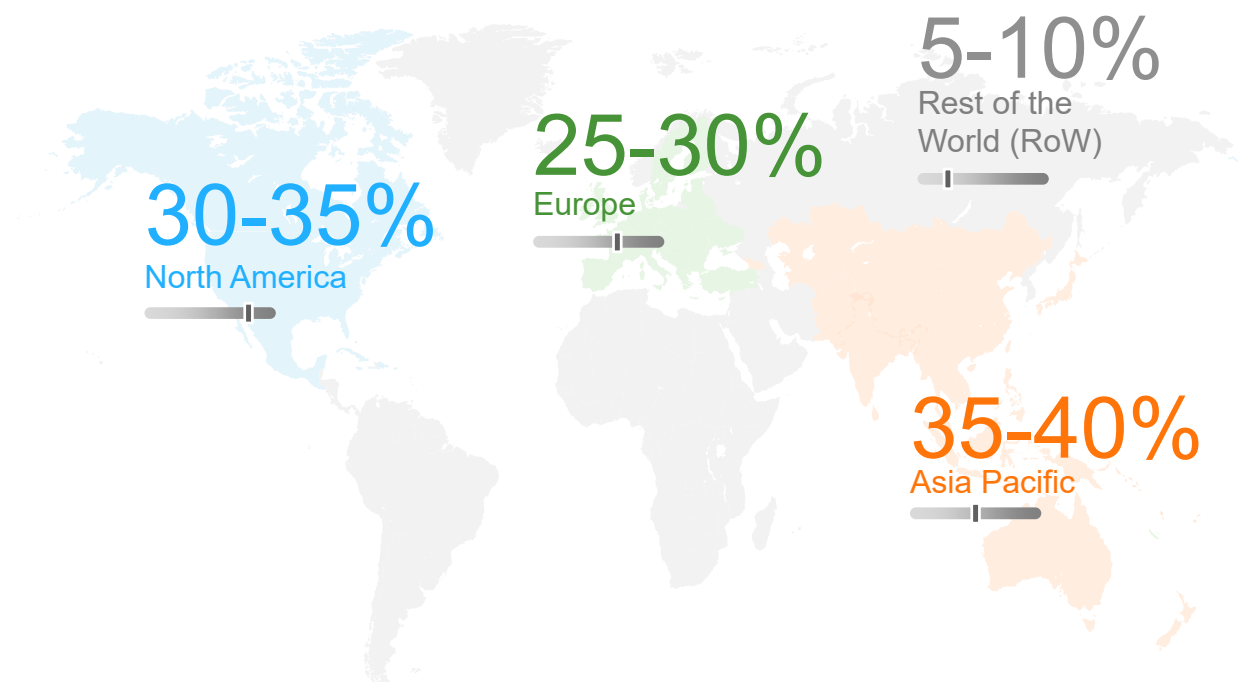 5-10%
Rest of the
World (RoW)
25-30%
Europe
30-35%
North America
35-40%
Asia Pacific